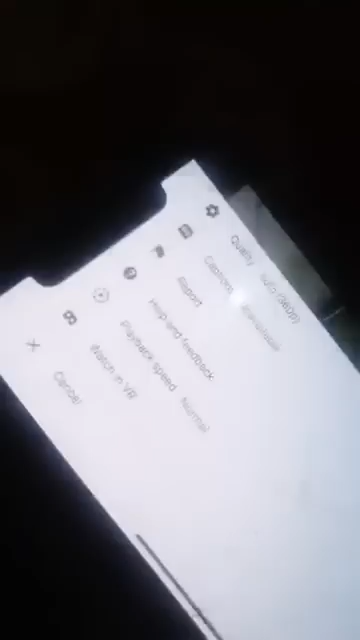 Quality Auto (360p)
Captions
Report
Help and feedback
Playback speed Normal
Watch in VR
Cancel